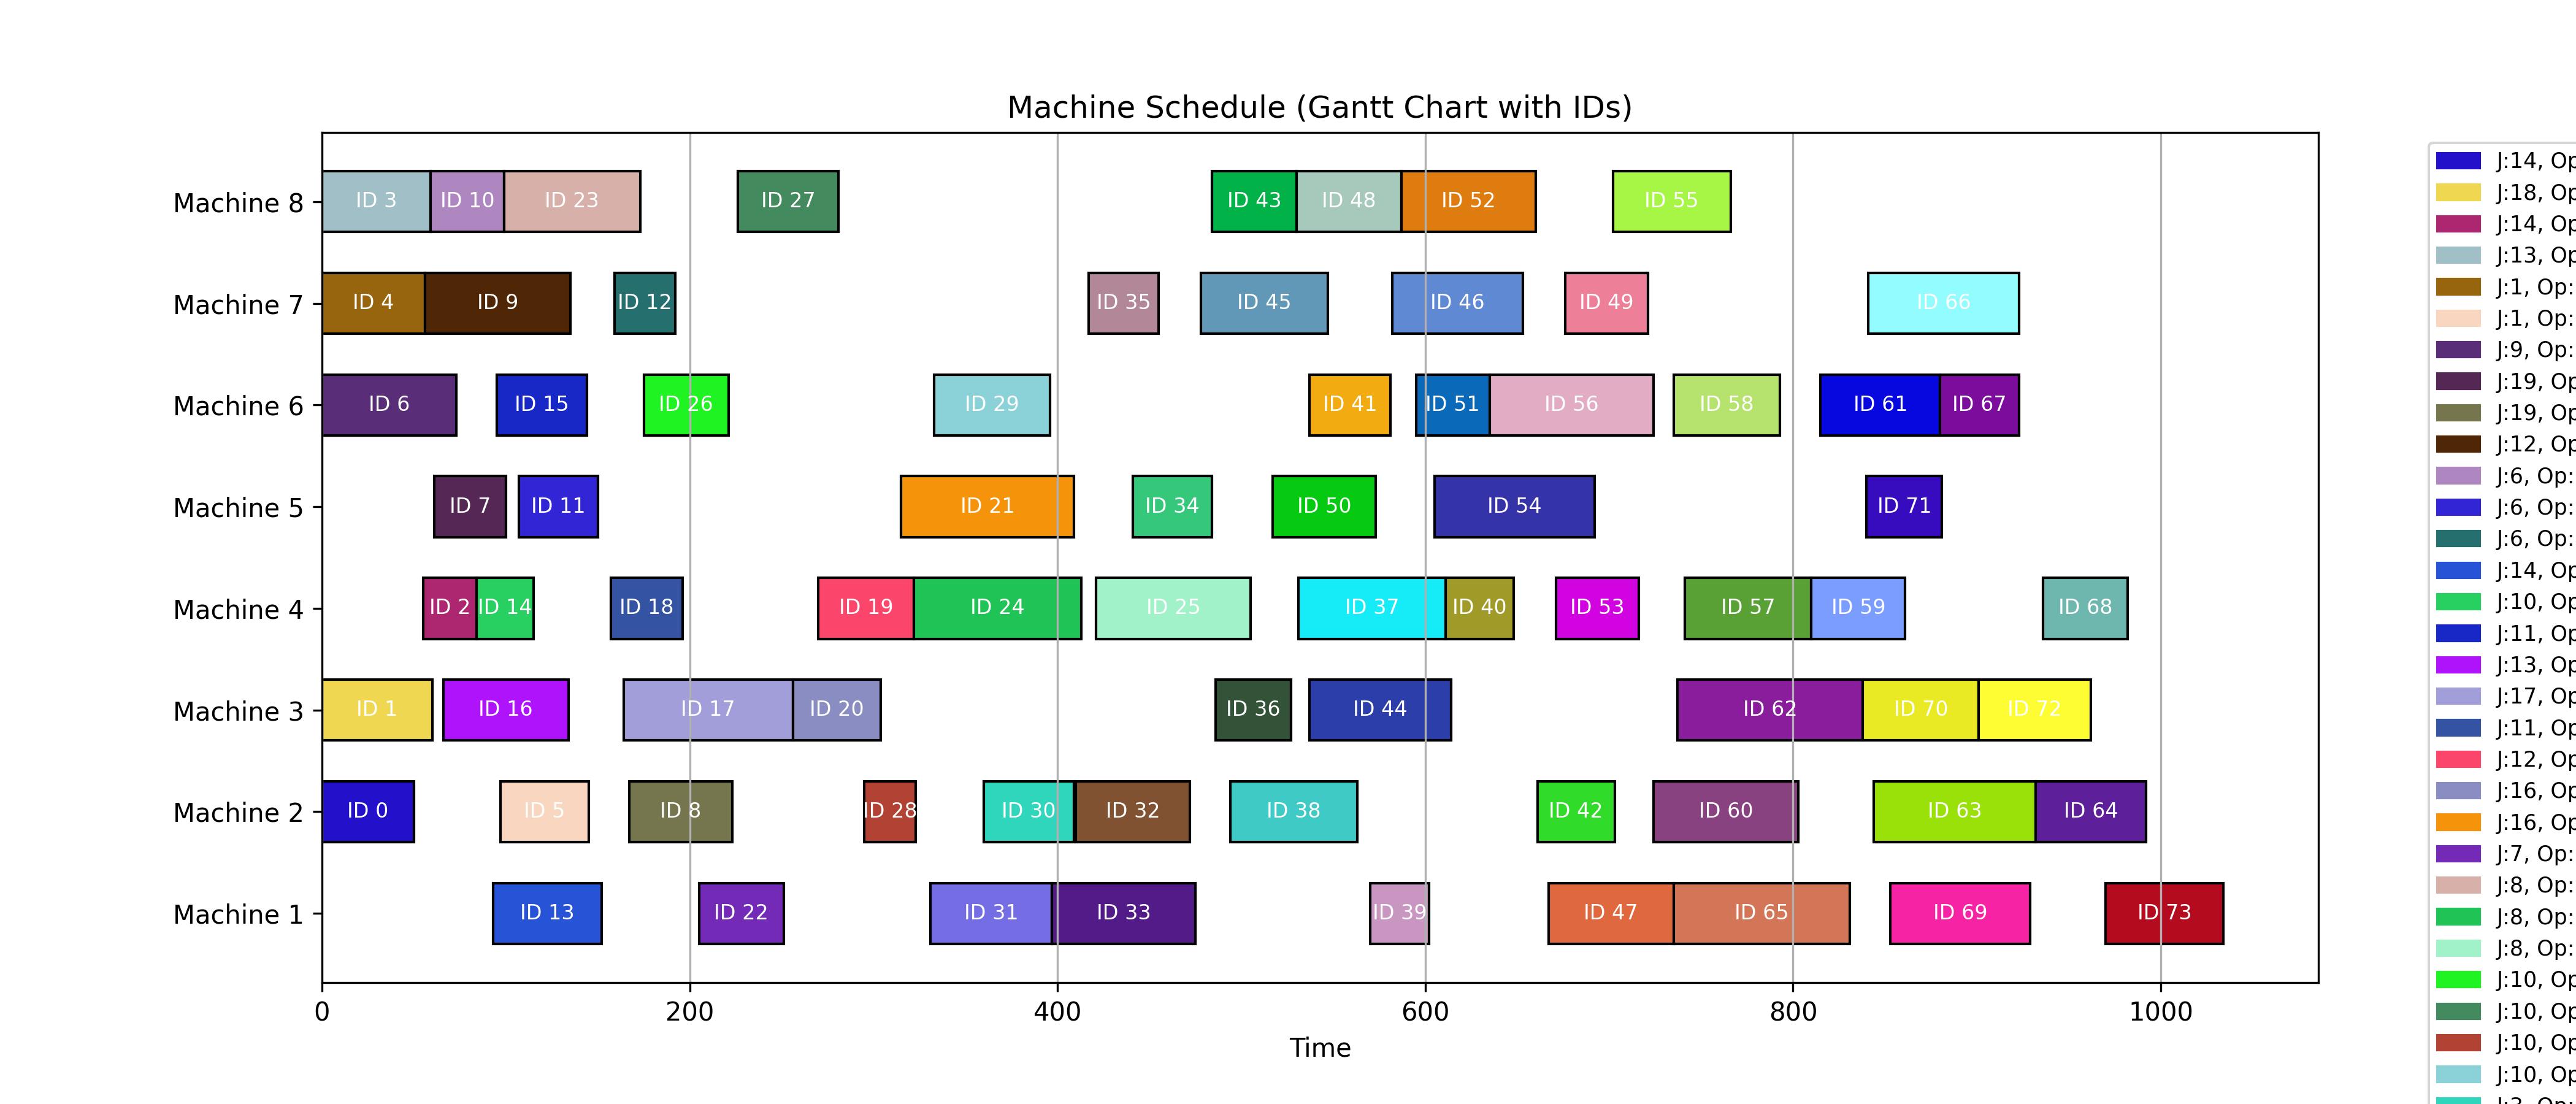 Machine Schedule (Gantt Chart with IDs)
Machine 8
ID 3 ID 10 ID 23 ID 27 ID 43 ID 48 ID 52 ID 55
Machine 7
ID 4 ID 9 ID 12 ID 35 ID 45 ID 46 ID 49 ID 66
Machine 6
ID 6 ID 15 ID 26 ID 29 ID 41 ID 51 ID 56 ID 58 ID 61 ID 67
Machine 5
ID 7 ID 11 ID 21 ID 34 ID 50 ID 54 ID 71
Machine 4
ID 2 ID 14 ID 18 ID 19 ID 24 ID 25 ID 37 ID 40 ID 53 ID 57 ID 59 ID 68
Machine 3
ID 1 ID 16 ID 17 ID 20 ID 36 ID 44 ID 62 ID 70 ID 72
Machine 2
ID 0 ID 5 ID 8 ID 28 ID 30 ID 32 ID 38 ID 42 ID 60 ID 63 ID 64
Machine 1
ID 13 ID 22 ID 31 ID 33 ID 39 ID 47 ID 65 ID 69 ID 73
0 200 400 600 800 1000
Time
J:14, Op
J:18, Op
J:14, Op
J:13, Op
J:1, Op:
J:1, Op:
J:9, Op:
J:19, Op
J:19, Op
J:12, Op
J:6, Op:
J:6, Op:
J:6, Op:
J:14, Op
J:10, Op
J:11, Op
J:13, Op
J:17, Op
J:11, Op
J:12, Op
J:16, Op
J:16, Op
J:7, Op:
J:8, Op:
J:8, Op:
J:8, Op:
J:10, Op
J:10, Op
J:10, Op
J:10, Op